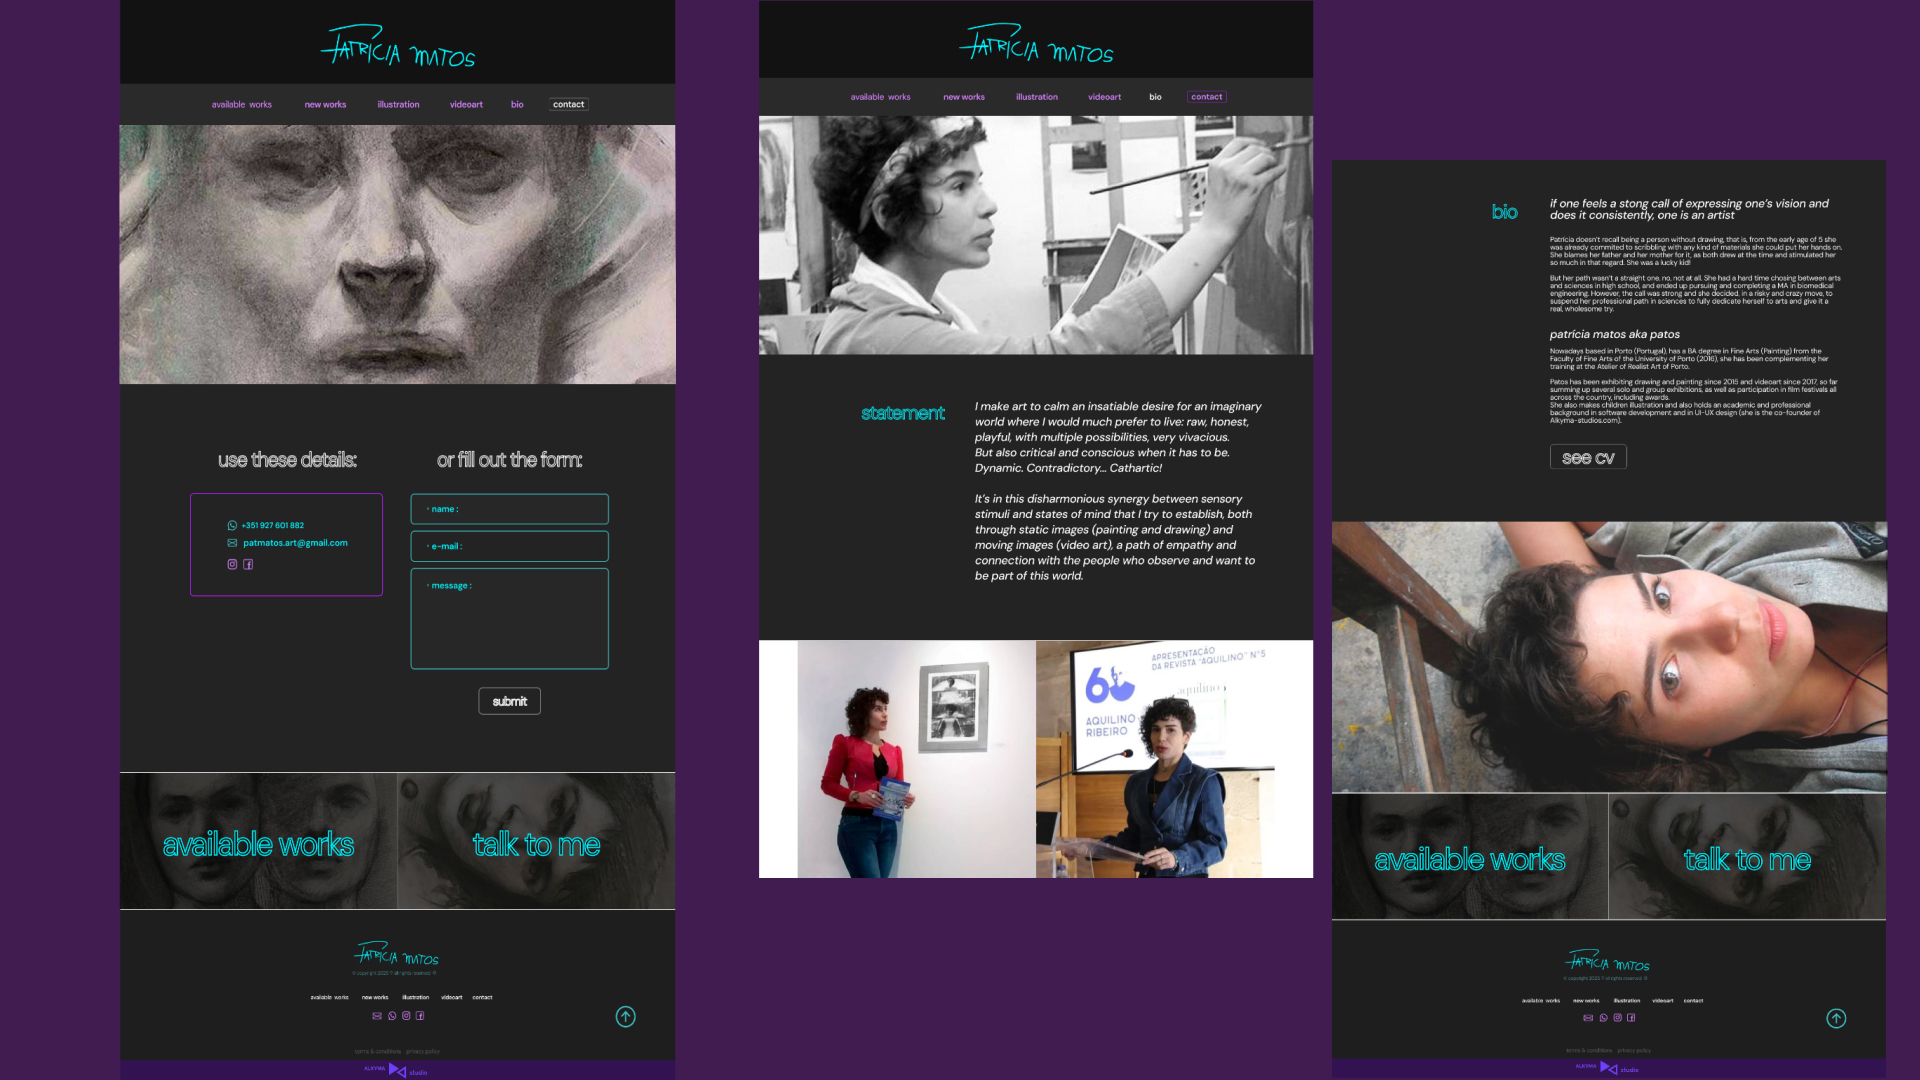 PATRÍCIA MATOS
available works new works illustration videoart bio contact
use these details:
+351 927 601 882
patmatos.art@gmail.com
or fill out the form:
* name :
* e-mail :
* message :
submit
available works
talk to me
PATRÍCIA MATOS
available works new works illustration videoart contact
terms & conditions privacy policy
ALKYMA studio
PATRÍCIA MATOS
available works new works illustration videoart bio contact
statement
I make art to calm an insatiable desire for an imaginary
world where I would much prefer to live: raw, honest,
playful, with multiple possibilities, very vivacious.
But also critical and conscious when it has to be.
Dynamic. Contradictory... Cathartic!
It's in this disharmonious synergy between sensory
stimuli and states of mind that I try to establish, both
through static images (painting and drawing) and
moving images (video art), a path of empathy and
connection with the people who observe and want to
be part of this world.
APRESENTAÇÃO
DA REVISTA "AQUILINO" N.º5
60
aquilino
AQUILINO
RIBEIRO
bio
if one feels a stong call of expressing one's vision and
does it consistently, one is an artist
Patrícia doesn't recall being a person without drawing, that is, from the early age of 5 she
was already commited to scribbling with any kind of materials she could put her hands on.
She blames her father and her mother for it, as both drew at the time and stimulated her
so much in that regard. She was a lucky kid!
But her path wasn't a straight one, no, not at all. She had a hard time chosing between arts
and sciences in high school, and ended up pursuing and completing a MA in biomedical
engineering. However, the call was strong and she decided, in a risky and crazy move, to
suspend her professional path in sciences to fully dedicate herself to arts and give it a
real, wholesome try.
patrícia matos aka patos
Nowadays based in Porto (Portugal), has a BA degree in Fine Arts (Painting) from the
Faculty of Fine Arts of the University of Porto (2016), she has been complementing her
training at the Atelier of Realist Art of Porto.
Patos has been exhibiting drawing and painting since 2015 and videoart since 2017, so far
summing up several solo and group exhibitions, as well as participation in film festivals all
across the country, including awards.
She also makes children illustration and also holds an academic and professional
background in software development and in UI-UX design (she is the co-founder of
Alkyma-studios.com).
see cv
available works
talk to me
PATRÍCIA MATOS
available works new works illustration videoart contact
terms & conditions privacy policy
ALKYMA studio